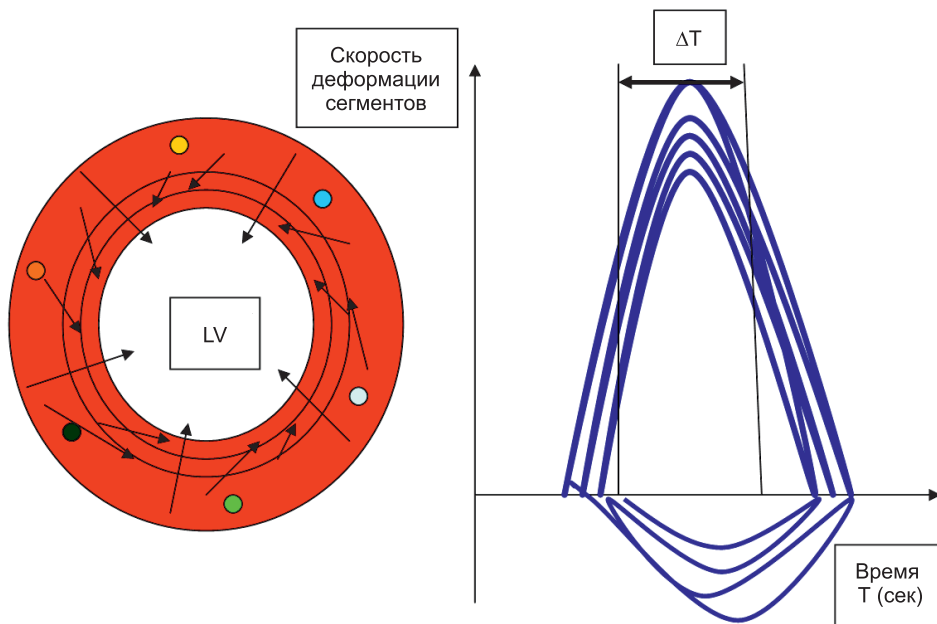 Скорость
деформации
сегментов
ΔT
LV
Время
T (сек)